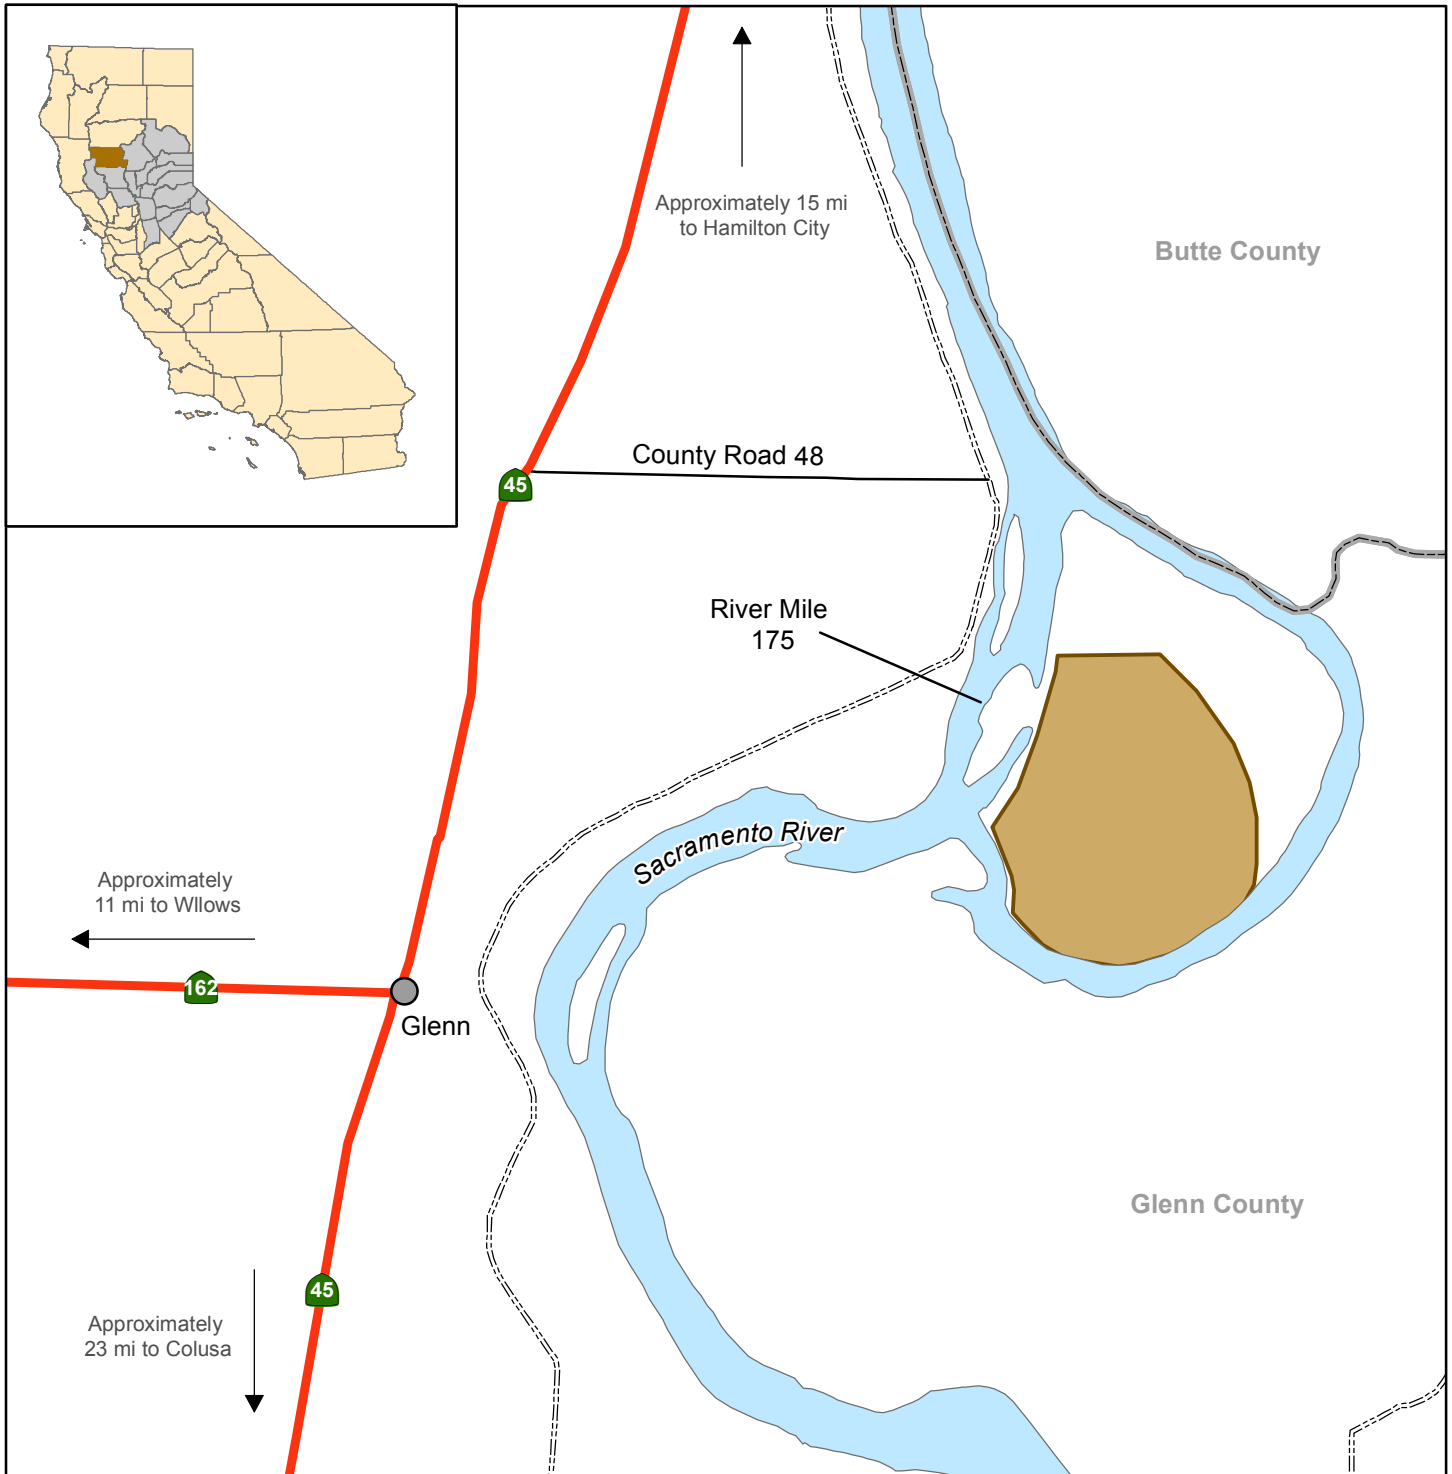 Approximately 15 mi
to Hamilton City
Butte County
County Road 48
45
River Mile
175
Sacramento River
Approximately
11 mi to WIlows
162
Glenn
Glenn County
45
Approximately
23 mi to Colusa